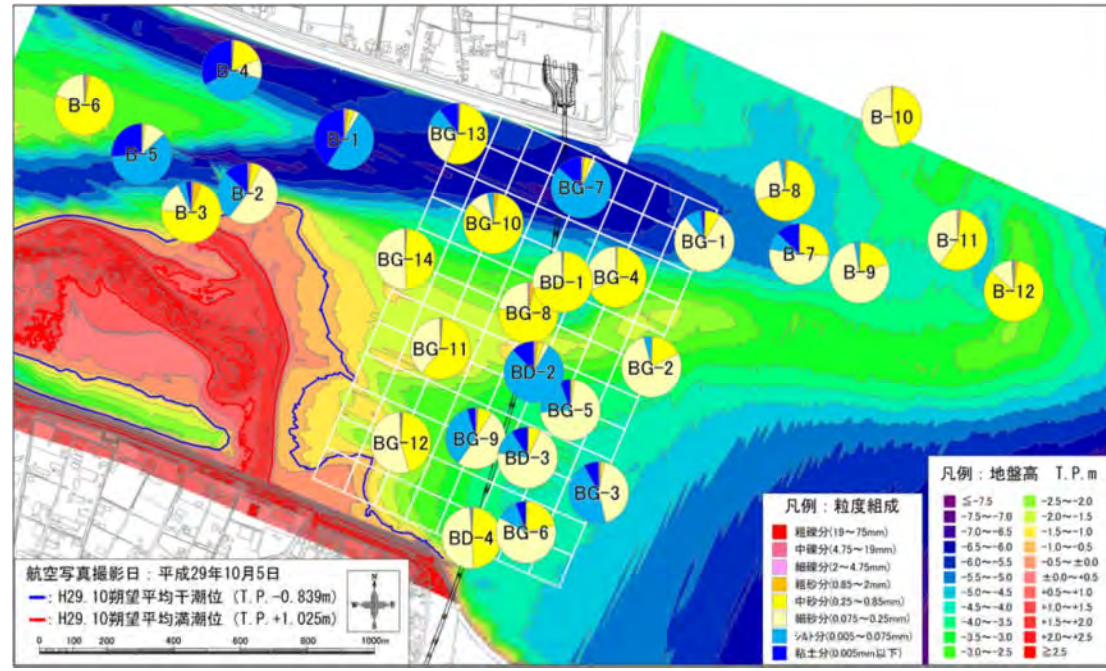 B-4
B-6
B-10
B-1
BG-13
B-5
BG-7
B-2
B-8
B-3
BG-10
BG-1
B-11
B-7
BG-14
B-9
BG-4
BD-1
B-12
BG-8
BG-11
BG-2
BD-2
BG-5
BG-9
BG-12
BD-3
BG-3
BG-6
BD-4
航空写真撮影日：平成29年10月5日
: H29.10朔望平均干潮位 (T.P.-0.839m)
: H29.10朔望平均満潮位 (T.P.+1.025m)
N
0 200 400 600 800 1000m
凡例：粒度組成
粗礫分(19～75mm)
中礫分(4.75～19mm)
細礫分(2～4.75mm)
粗砂分(0.85～2mm)
中砂分(0.25～0.85mm)
細砂分(0.075～0.25mm)
シルト分(0.005～0.075mm)
粘土分(0.005mm以下)
凡例：地盤高 T.P.m
≦-7.5 -2.5～-2.0
-7.5～-7.0 -2.0～-1.5
-7.0～-6.5 -1.5～-1.0
-6.5～-6.0 -1.0～-0.5
-6.0～-5.5 -0.5～±0.0
-5.5～-5.0 ±0.0～+0.5
-5.0～-4.5 +0.5～+1.0
-4.5～-4.0 +1.0～+1.5
-4.0～-3.5 +1.5～+2.0
-3.5～-3.0 +2.0～+2.5
-3.0～-2.5 ≧2.5